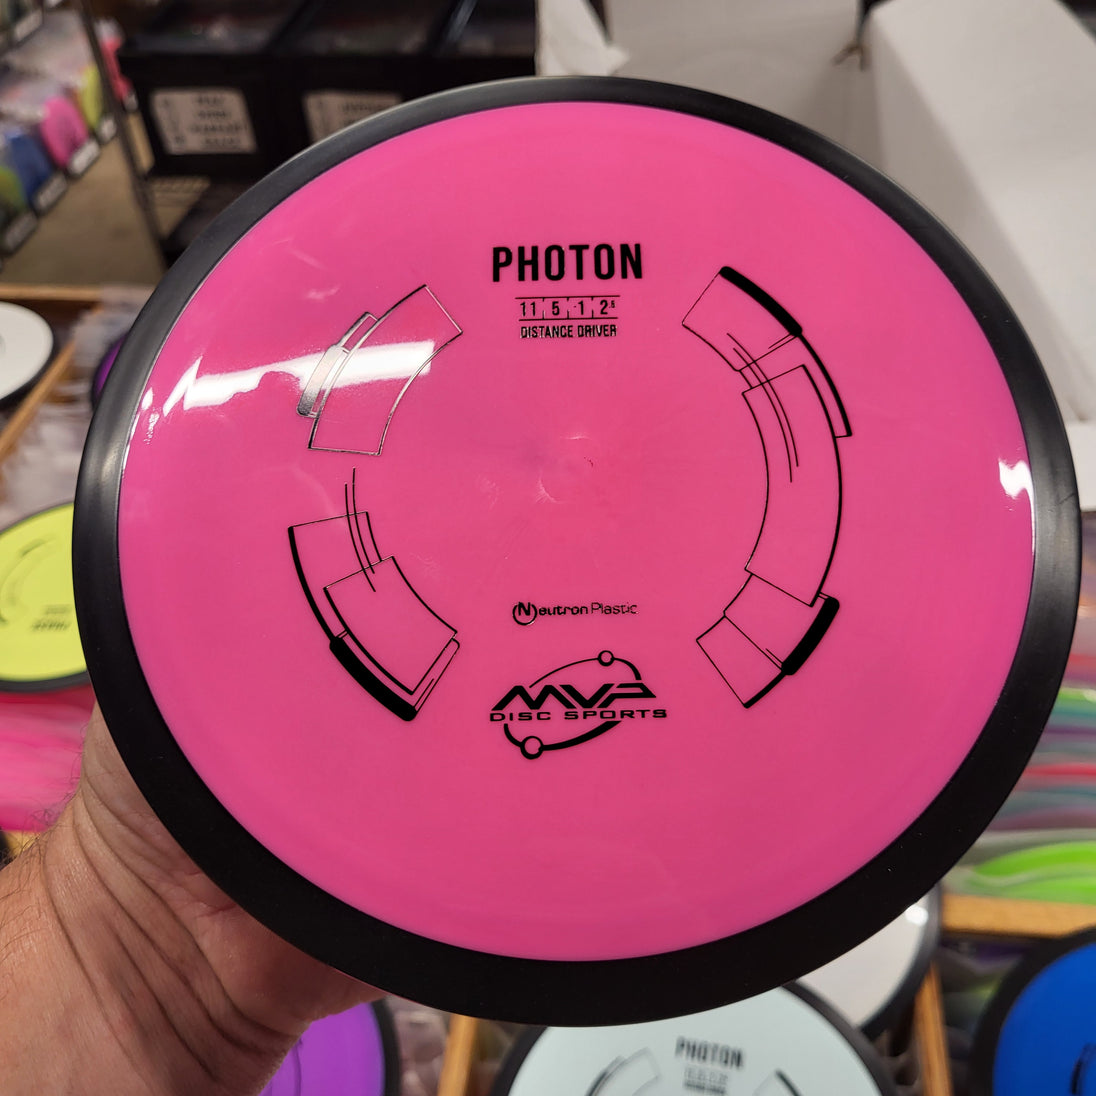 PHOTON
11 5 -1 2.5
DISTANCE DRIVER
Neutron Plastic
MVP
DISC SPORTS
PHOTON